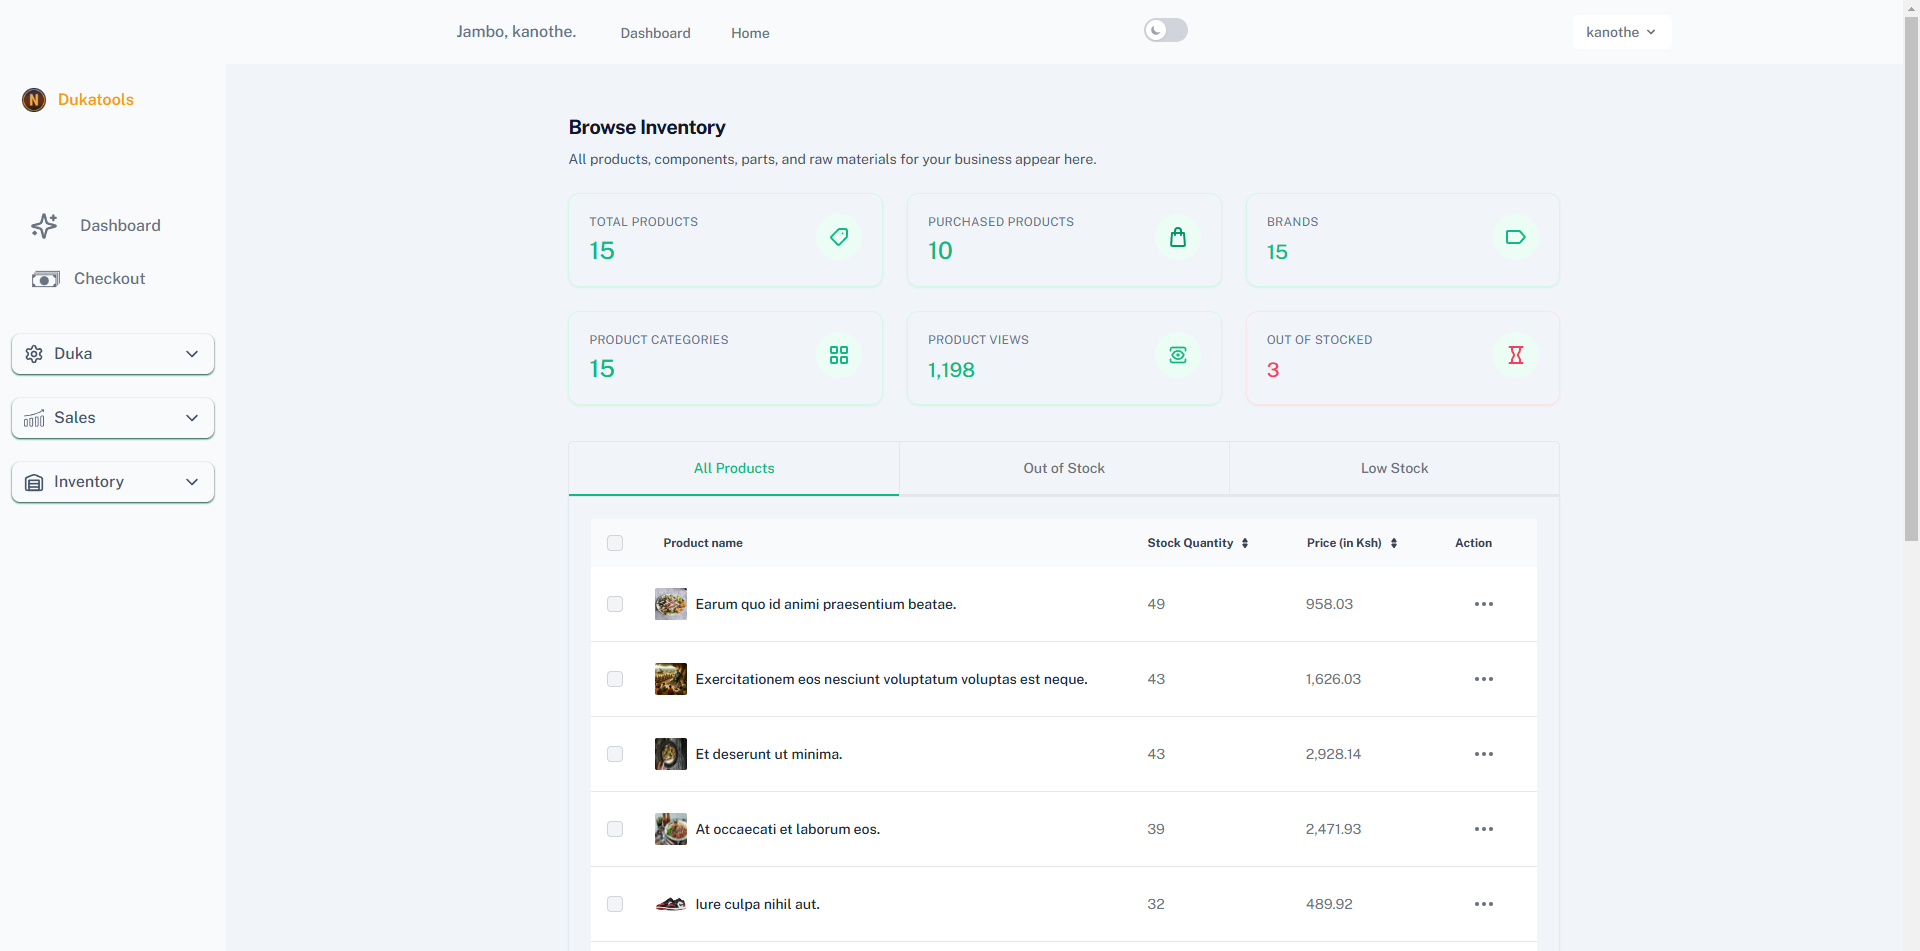 Jambo, kanothe.
Dashboard
Home
kanothe
N
Dukatools
Dashboard
Checkout
Duka
Sales
Inventory
Browse Inventory
All products, components, parts, and raw materials for your business appear here.
TOTAL PRODUCTS
15
PURCHASED PRODUCTS
10
BRANDS
15
PRODUCT CATEGORIES
15
PRODUCT VIEWS
1,198
OUT OF STOCKED
3
All Products
Out of Stock
Low Stock
Product name
Stock Quantity
Price (in Ksh)
Action
Earum quo id animi praesentium beatae.
49
958.03
Exercitationem eos nesciunt voluptatum voluptas est neque.
43
1,626.03
Et deserunt ut minima.
43
2,928.14
At occaecati et laborum eos.
39
2,471.93
Iure culpa nihil aut.
32
489.92